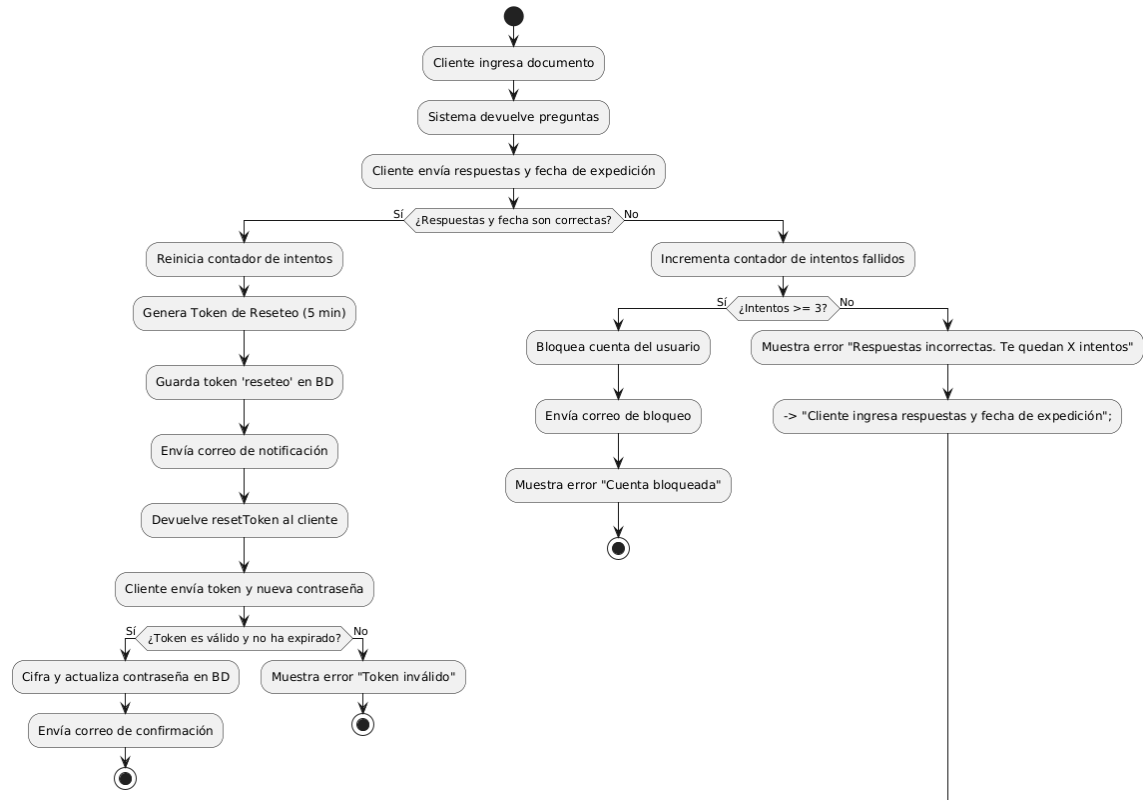 Cliente ingresa documento
Sistema devuelve preguntas
Cliente envía respuestas y fecha de expedición
¿Respuestas y fecha son correctas?
Sí
No
Reinicia contador de intentos
Genera Token de Reseteo (5 min)
Guarda token 'reseteo' en BD
Envía correo de notificación
Devuelve resetToken al cliente
Cliente envía token y nueva contraseña
¿Token es válido y no ha expirado?
Sí
No
Cifra y actualiza contraseña en BD
Envía correo de confirmación
Muestra error "Token inválido"
Incrementa contador de intentos fallidos
¿Intentos >= 3?
Sí
No
Bloquea cuenta del usuario
Envía correo de bloqueo
Muestra error "Cuenta bloqueada"
Muestra error "Respuestas incorrectas. Te quedan X intentos"
-> "Cliente ingresa respuestas y fecha de expedición";